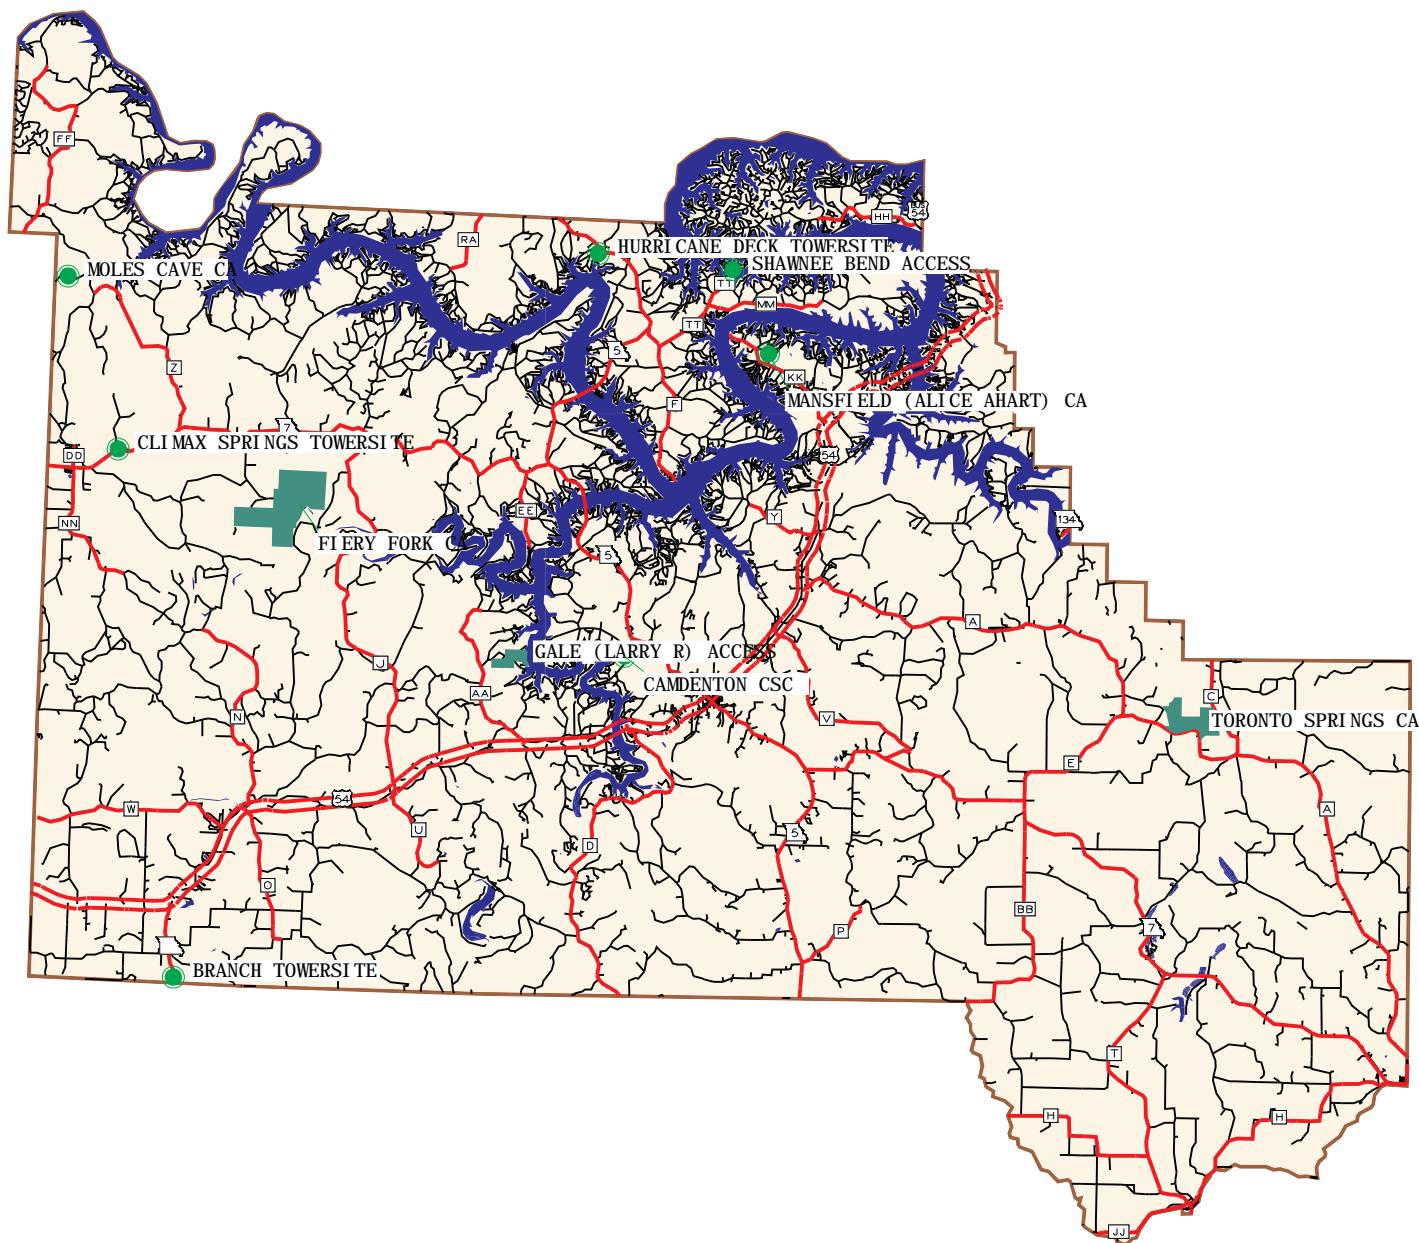 FF
HH
BUS 54
RA
HURRICANE DECK TOWERSITE
SHAWNEE BEND ACCESS
MOLES CAVE CA
TT
MM
TT
5
Z
KK
MANSFIELD (ALICE AHART) CA
F
7
CLIMAX SPRINGS TOWERSITE
DD
54
EE
Y
NN
134
FIERY FORK CA
5
A
GALE (LARRY R) ACCESS
J
CAMDENTON CSC
AA
C
N
V
TORONTO SPRINGS CA
E
54
W
A
U
5
D
O
BB
7
P
BRANCH TOWERSITE
T
H
H
JJ